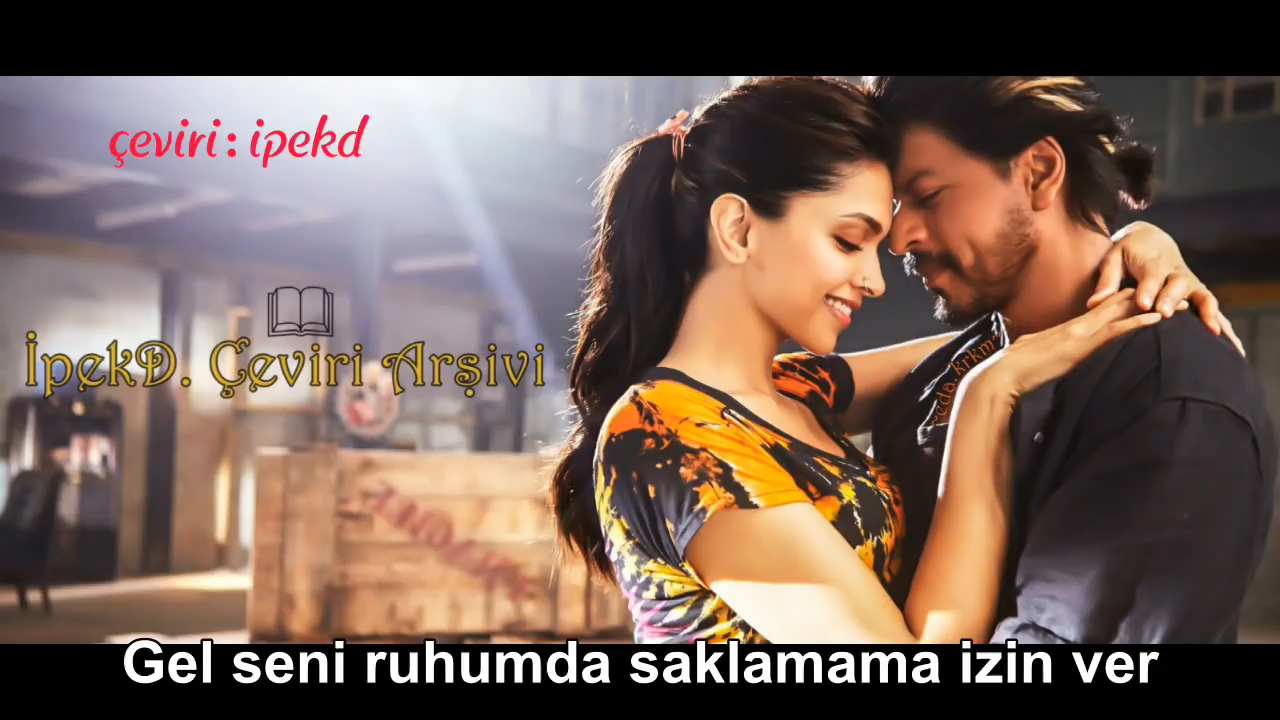 çeviri : ipekd
İpekD. Çeviri Arşivi
Gel seni ruhumda saklamama izin ver